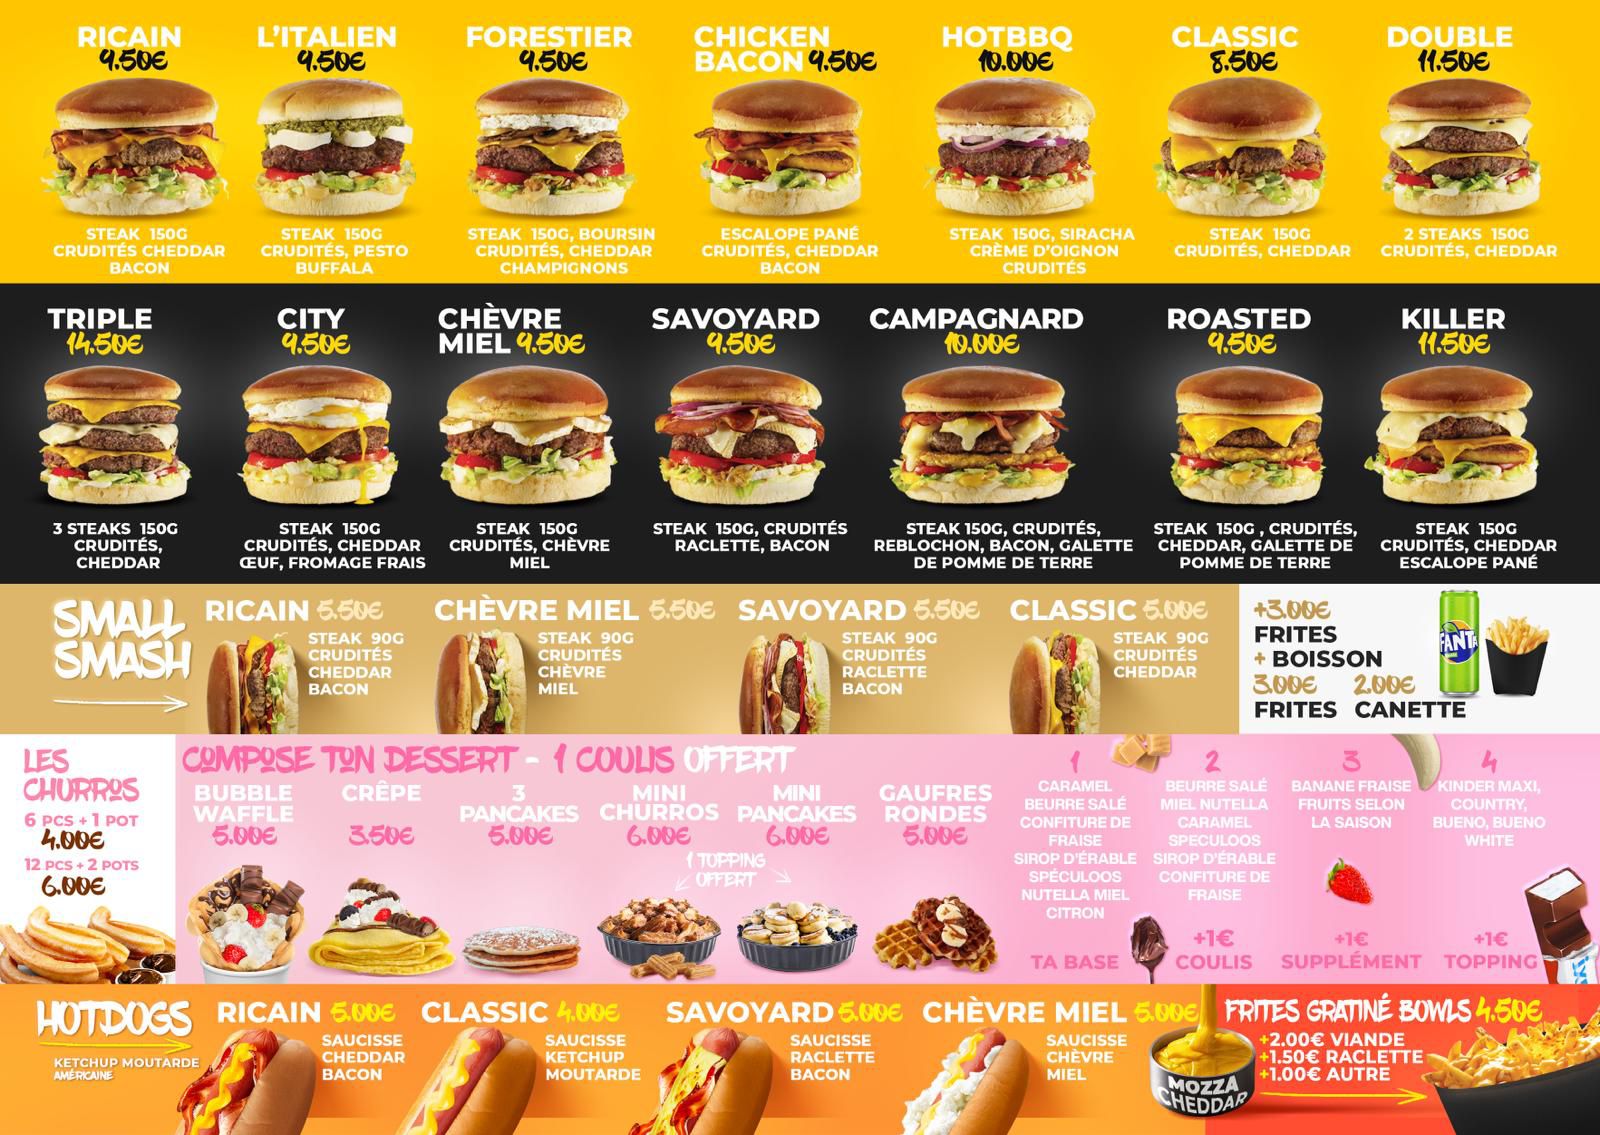 RICAIN
9.50€
STEAK 150G
CRUDITÉS CHEDDAR
BACON
L'ITALIEN
9.50€
STEAK 150G
CRUDITÉS, PESTO
BUFFALA
FORESTIER
9.50€
STEAK 150G, BOURSIN
CRUDITÉS, CHEDDAR
CHAMPIGNONS
CHICKEN
BACON 9.50€
ESCALOPE PANÉ
CRUDITÉS, CHEDDAR
BACON
HOTBBQ
10.00€
STEAK 150G, SIRACHA
CRÈME D'OIGNON
CRUDITÉS
CLASSIC
8.50€
STEAK 150G
CRUDITÉS, CHEDDAR
DOUBLE
11.50€
2 STEAKS 150G
CRUDITÉS, CHEDDAR
TRIPLE
14.50€
3 STEAKS 150G
CRUDITÉS,
CHEDDAR
CITY
9.50€
STEAK 150G
CRUDITÉS, CHEDDAR
ŒUF, FROMAGE FRAIS
CHÈVRE
MIEL 9.50€
STEAK 150G
CRUDITÉS, CHÈVRE
MIEL
SAVOYARD
9.50€
STEAK 150G, CRUDITÉS
RACLETTE, BACON
CAMPAGNARD
10.00€
STEAK 150G, CRUDITÉS,
REBLOCHON, BACON, GALETTE
DE POMME DE TERRE
ROASTED
9.50€
STEAK 150G , CRUDITÉS,
CHEDDAR, GALETTE DE
POMME DE TERRE
KILLER
11.50€
STEAK 150G
CRUDITÉS, CHEDDAR
ESCALOPE PANÉ
SMALL
SMASH
RICAIN 5.50€
STEAK 90G
CRUDITÉS
CHEDDAR
BACON
CHÈVRE MIEL 5.50€
STEAK 90G
CRUDITÉS
CHÈVRE
MIEL
SAVOYARD 5.50€
STEAK 90G
CRUDITÉS
RACLETTE
BACON
CLASSIC 5.00€
STEAK 90G
CRUDITÉS
CHEDDAR
+3.00€
FRITES
+ BOISSON
3.00€ 2.00€
FRITES CANETTE
FANTA
LES
CHURROS
6 PCS + 1 POT
4.00€
12 PCS + 2 POTS
6.00€
COMPOSE TON DESSERT - 1 COULIS OFFERT
BUBBLE
WAFFLE
5.00€
CRÊPE
3.50€
3
PANCAKES
5.00€
MINI
CHURROS
6.00€
MINI
PANCAKES
6.00€
1 TOPPING
OFFERT
GAUFRES
RONDES
5.00€
1
CARAMEL
BEURRE SALÉ
CONFITURE DE
FRAISE
SIROP D'ÉRABLE
SPÉCULOOS
NUTELLA MIEL
CITRON
TA BASE
2
BEURRE SALÉ
MIEL NUTELLA
CARAMEL
SPECULOOS
SIROP D'ÉRABLE
CONFITURE DE
FRAISE
+1€
COULIS
3
BANANE FRAISE
FRUITS SELON
LA SAISON
+1€
SUPPLÉMENT
4
KINDER MAXI,
COUNTRY,
BUENO, BUENO
WHITE
+1€
TOPPING
HOTDOGS
KETCHUP MOUTARDE
AMÉRICAINE
RICAIN 5.00€
SAUCISSE
CHEDDAR
BACON
CLASSIC 4.00€
SAUCISSE
KETCHUP
MOUTARDE
SAVOYARD 5.00€
SAUCISSE
RACLETTE
BACON
CHÈVRE MIEL 5.00€
SAUCISSE
CHÈVRE
MIEL
MOZZA
CHEDDAR
FRITES GRATINÉ BOWLS 4.50€
+2.00€ VIANDE
+1.50€ RACLETTE
+1.00€ AUTRE